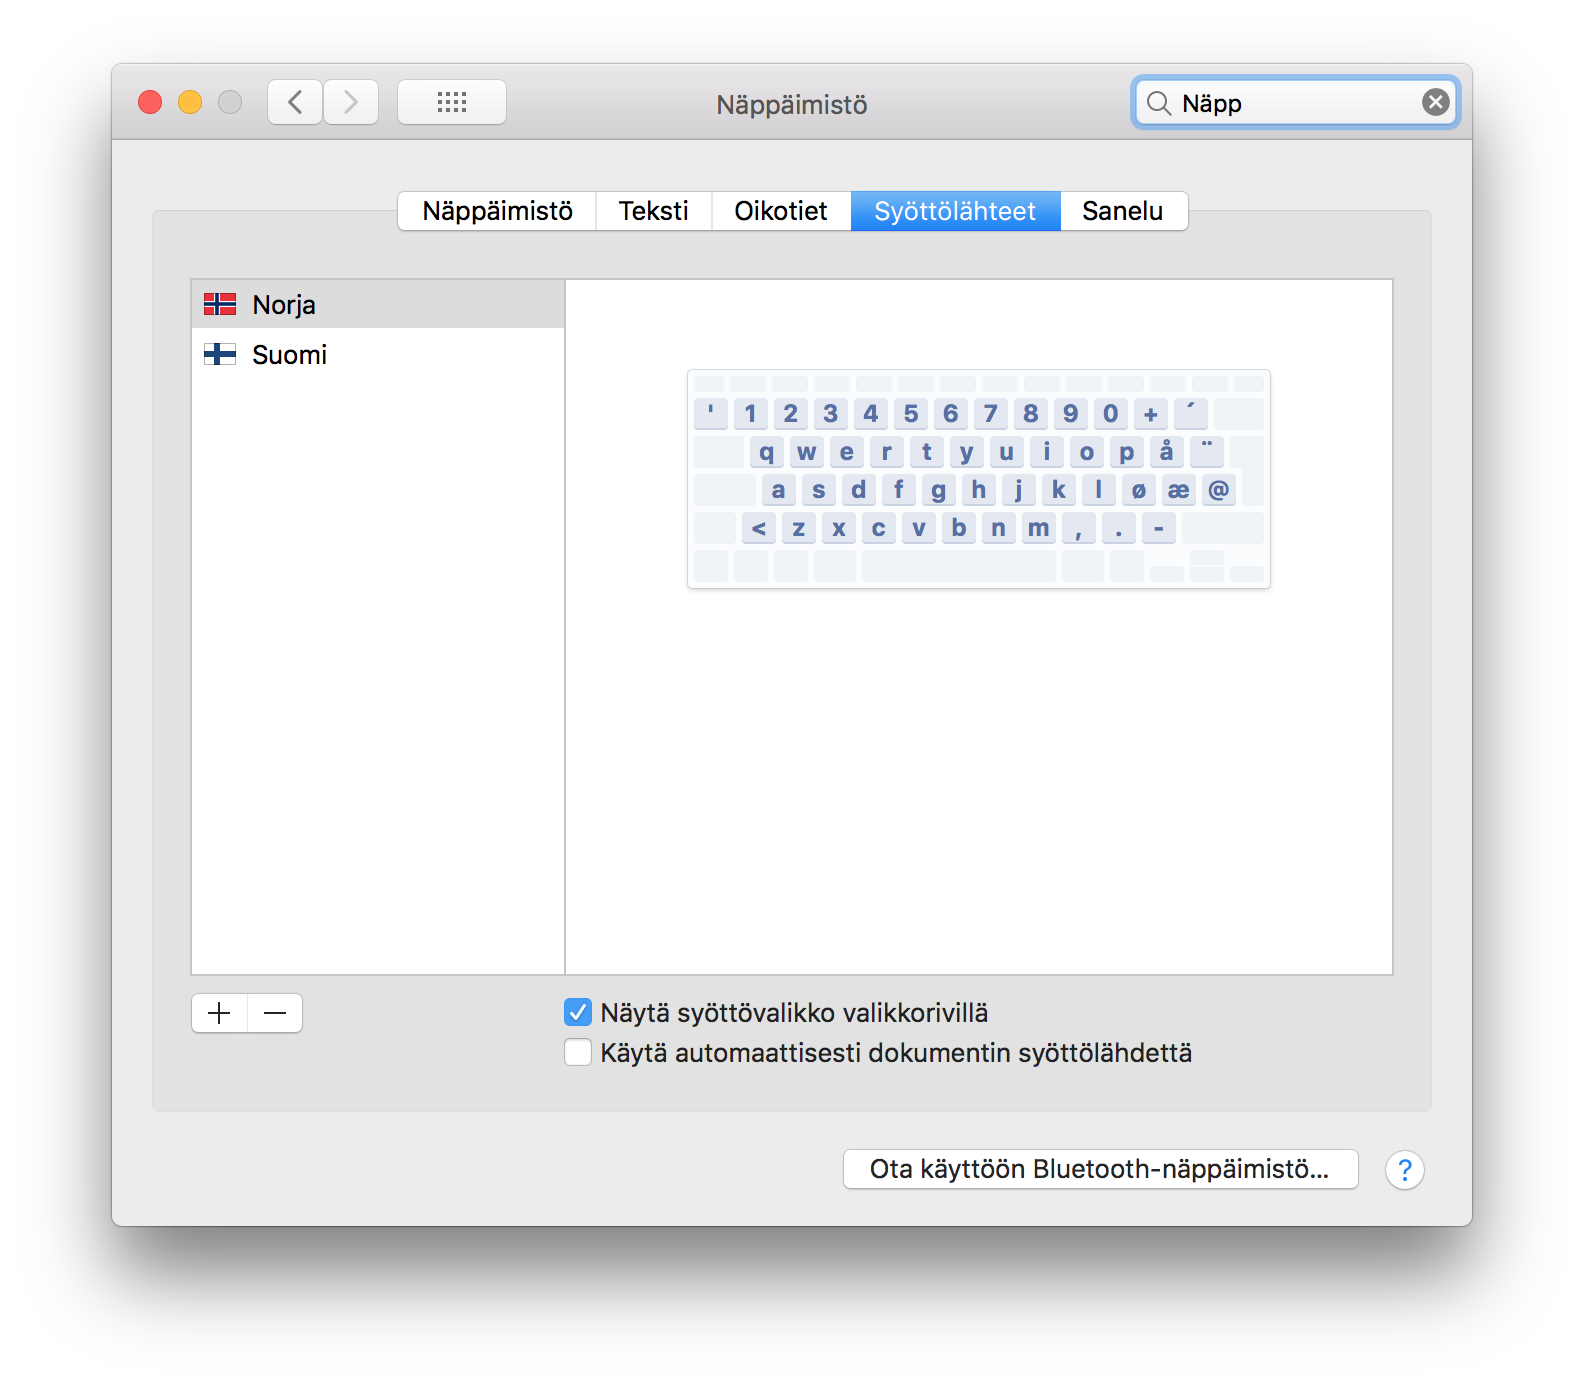 Näppäimistö
Näpp
Näppäimistö Teksti Oikotiet Syöttölähteet Sanelu
Norja
Suomi
' 1 2 3 4 5 6 7 8 9 0 + ´
q w e r t y u i o p å ¨
a s d f g h j k l ø æ @
< z x c v b n m , . -
Näytä syöttövalikko valikkorivillä
Käytä automaattisesti dokumentin syöttölähdettä
Ota käyttöön Bluetooth-näppäimistö... ?